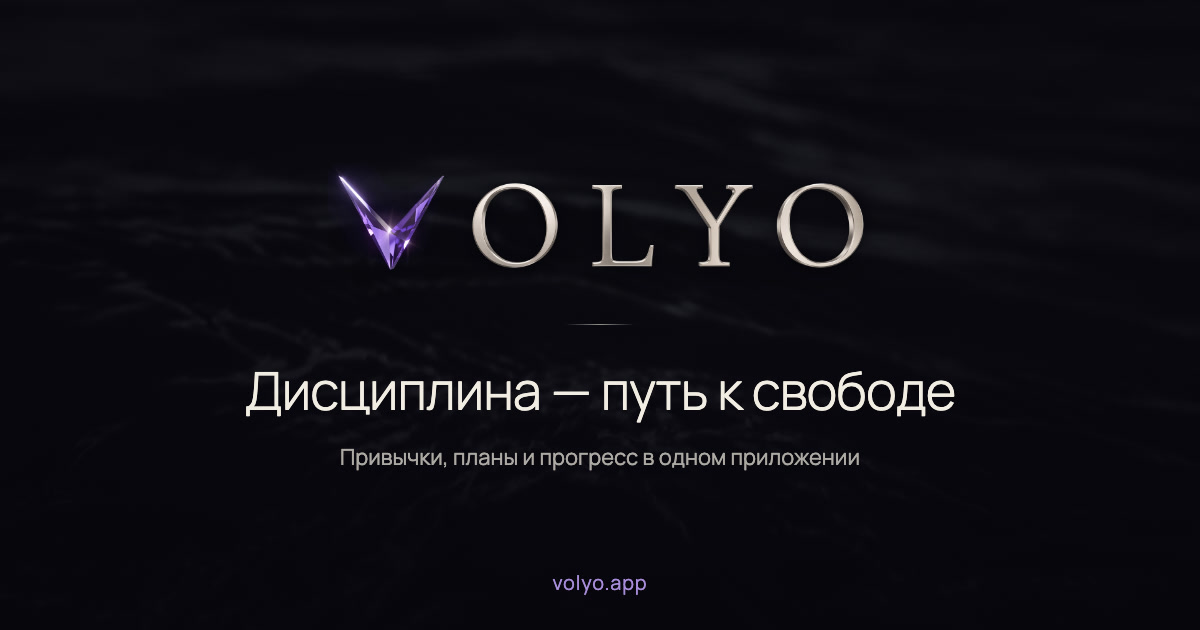 VOLYO
Дисциплина — путь к свободе
Привычки, планы и прогресс в одном приложении
volyo.app